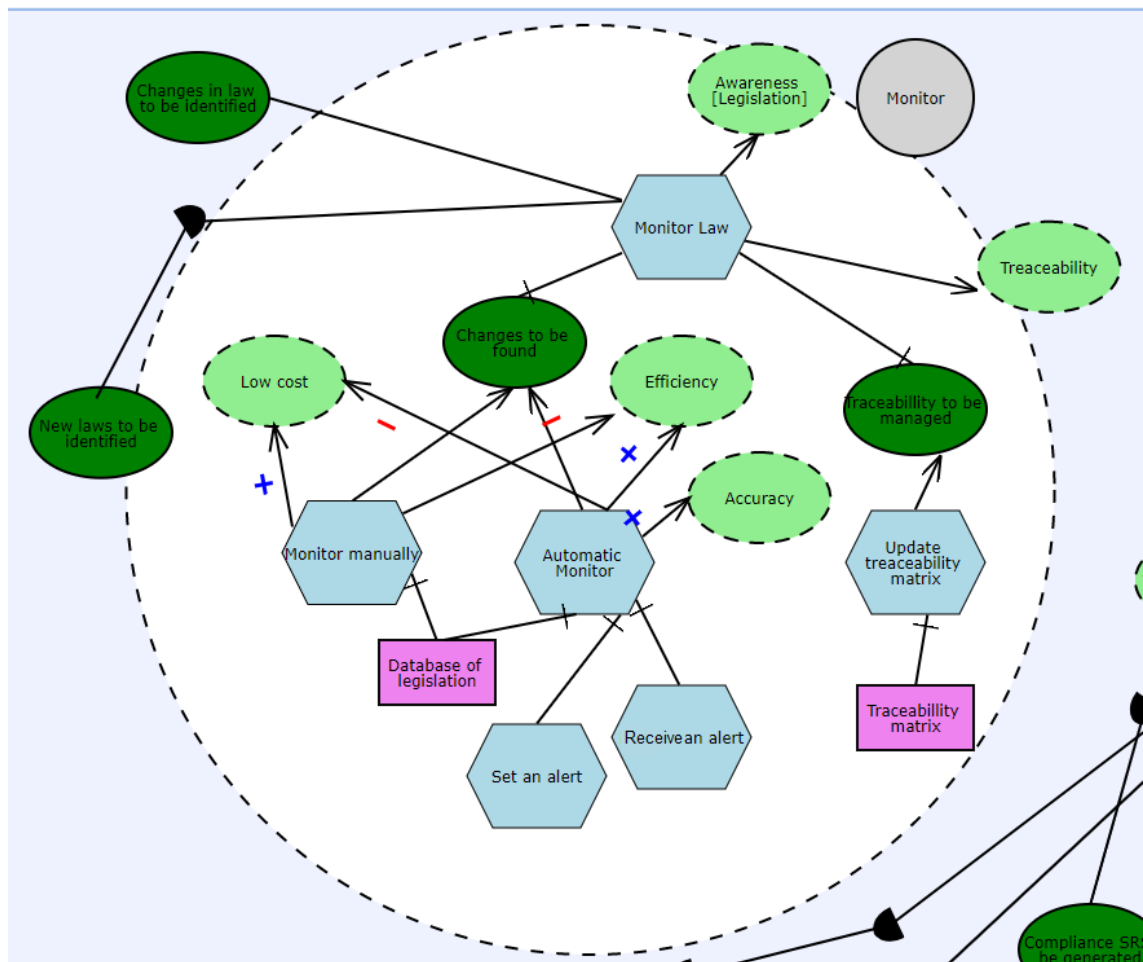 Changes in law
to be identified
Awareness
[Legislation]
Monitor
Monitor Law
Treaceability
Changes to be
found
Low cost
Efficiency
Traceabillity to be
managed
New laws to be
identified
Accuracy
Monitor manually
Automatic
Monitor
Update
treaceability
matrix
Database of
legislation
Traceabillity
matrix
Receivean alert
Set an alert
Compliance SRS
be generated